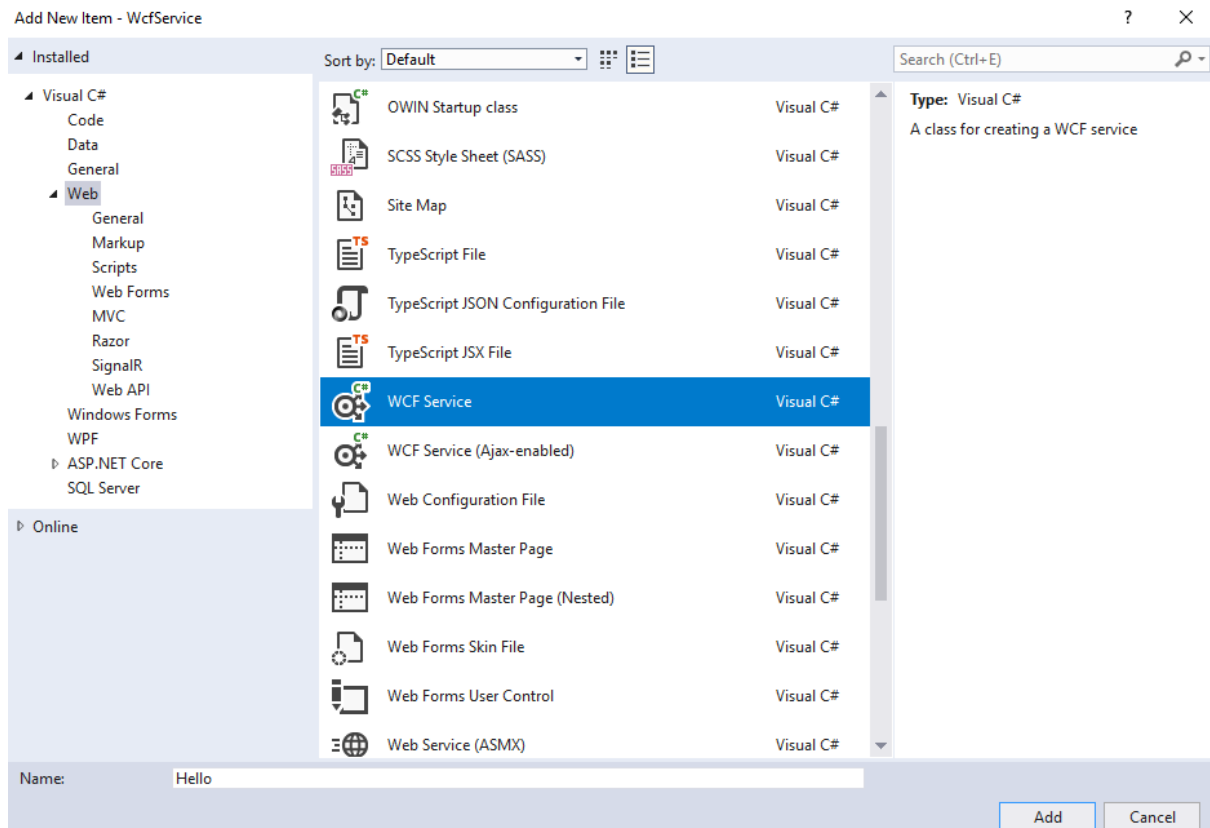 Add New Item - WcfService
?
Installed
Sort by: Default
Search (Ctrl+E)
Visual C#
Code
Data
General
Web
General
Markup
Scripts
Web Forms
MVC
Razor
SignalR
Web API
Windows Forms
WPF
ASP.NET Core
SQL Server
Online
C# OWIN Startup class Visual C#
SASS SCSS Style Sheet (SASS) Visual C#
Site Map Visual C#
TS TypeScript File Visual C#
TypeScript JSON Configuration File Visual C#
TS TypeScript JSX File Visual C#
C# WCF Service Visual C#
C# WCF Service (Ajax-enabled) Visual C#
Web Configuration File Visual C#
Web Forms Master Page Visual C#
Web Forms Master Page (Nested) Visual C#
Web Forms Skin File Visual C#
Web Forms User Control Visual C#
Web Service (ASMX) Visual C#
Type: Visual C#
A class for creating a WCF service
Name: Hello
Add Cancel